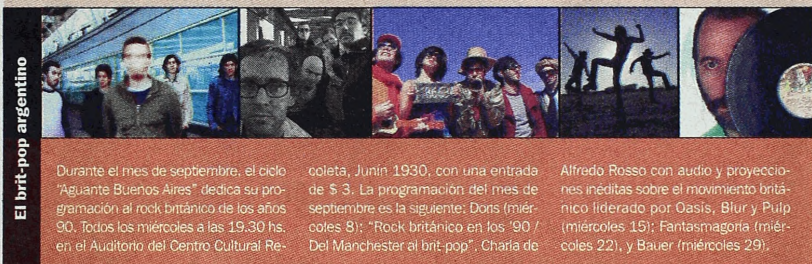 El brit-pop argentino
Durante el mes de septiembre, el ciclo
"Aguante Buenos Aires" dedica su pro-
gramación al rock británico de los años
90. Todos los miércoles a las 19.30 hs.
en el Auditorio del Centro Cultural Re-
coleta, Junín 1930, con una entrada
de $ 3. La programación del mes de
septiembre es la siguiente: Doris (miér-
coles 8); "Rock británico en los '90 /
Del Manchester al brit-pop", Charla de
Alfredo Rosso con audio y proyeccio-
nes inéditas sobre el movimiento britá-
nico liderado por Oasis, Blur y Pulp
(miércoles 15); Fantasmagoria (miér-
coles 22), y Bauer (miércoles 29).